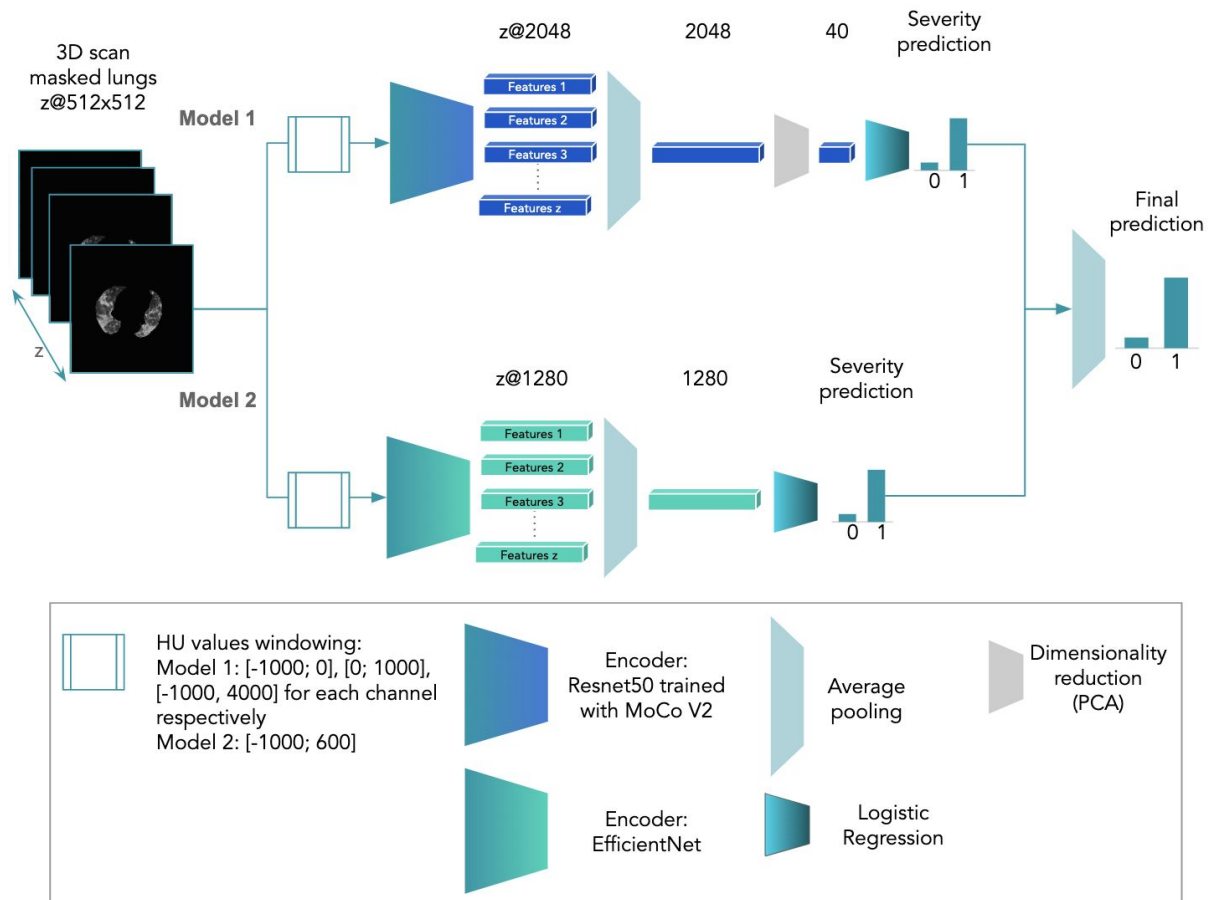 3D scan
masked lungs
z@512x512
z
Model 1
z@2048
2048
40
Severity
prediction
Features 1
Features 2
Features 3
Features z
0 1
Model 2
z@1280
1280
Severity
prediction
Features 1
Features 2
Features 3
Features z
0 1
Final
prediction
0 1
HU values windowing:
Model 1: [-1000; 0], [0; 1000],
[-1000, 4000] for each channel
respectively
Model 2: [-1000; 600]
Encoder:
Resnet50 trained
with MoCo V2
Average
pooling
Dimensionality
reduction
(PCA)
Encoder:
EfficientNet
Logistic
Regression